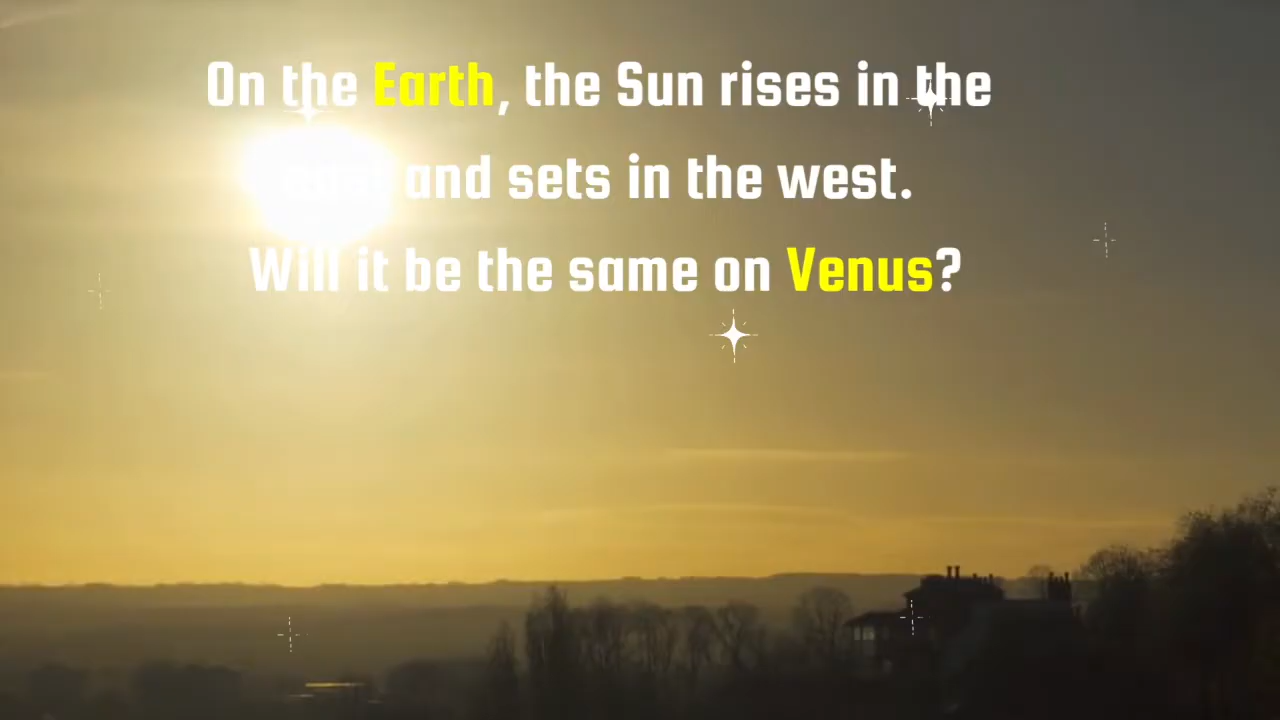 On the Earth, the Sun rises in the
and sets in the west.
Will it be the same on Venus?